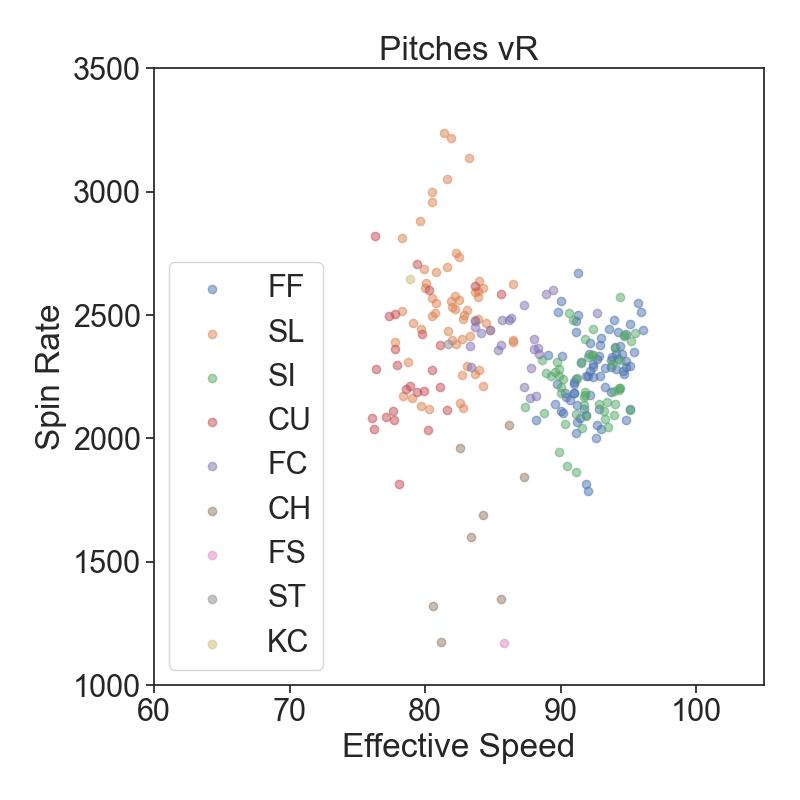 Pitches vR
3500
3000
2500
2000
1500
1000
Spin Rate
FF
SL
SI
CU
FC
CH
FS
ST
KC
60 70 80 90 100
Effective Speed